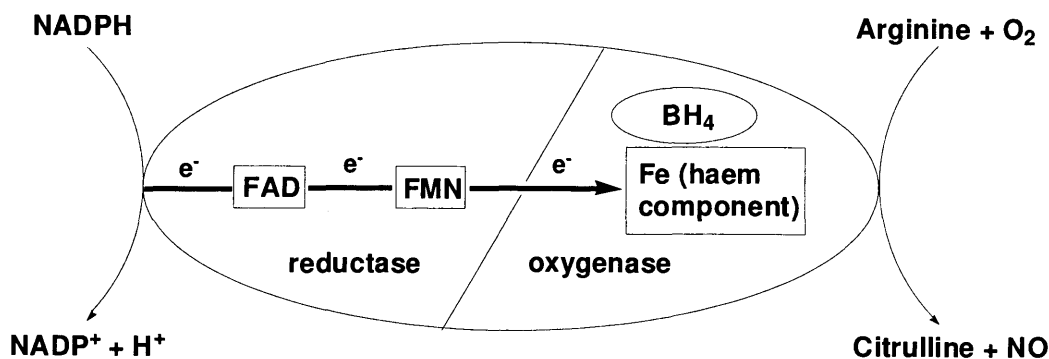 NADPH
Arginine + O₂
BH₄
e⁻
e⁻
e⁻
FAD
FMN
Fe (haem
component)
reductase
oxygenase
NADP⁺ + H⁺
Citrulline + NO